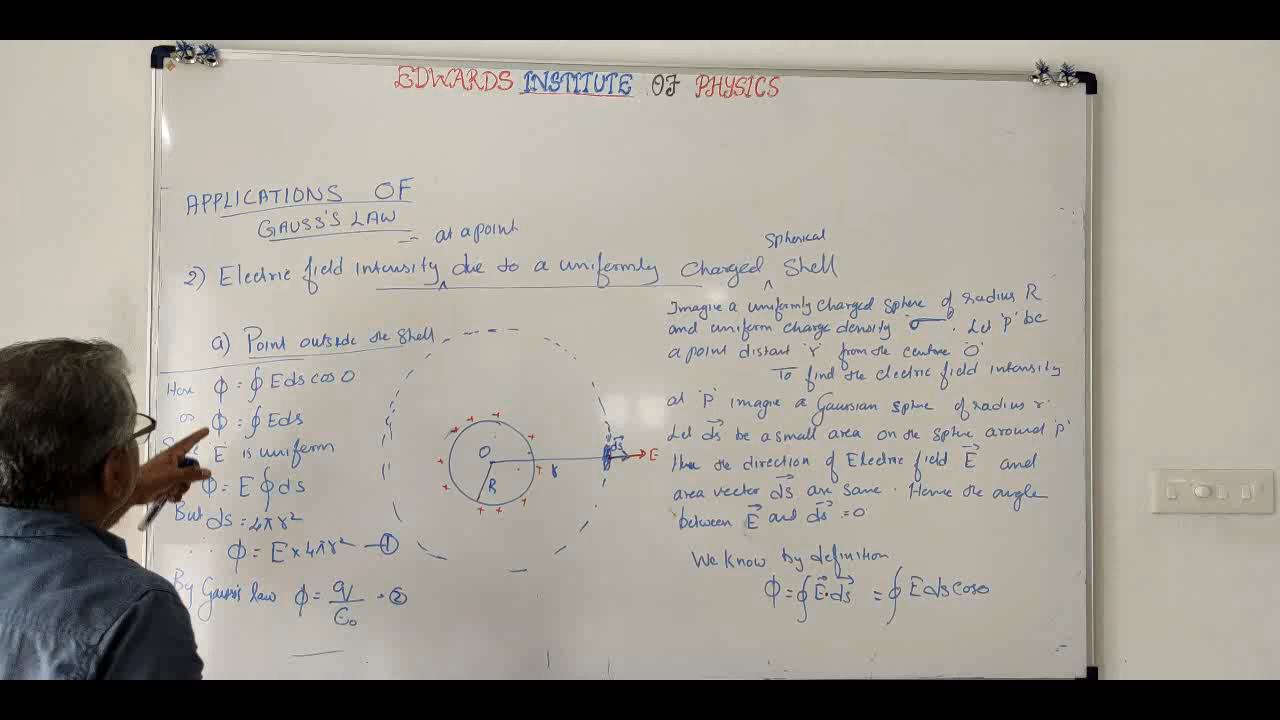 EDWARDS INSTITUTE OF PHYSICS
APPLICATIONS OF
GAUSS'S LAW
at a point
Spherical
2) Electric field intensity due to a uniformly Charged Shell
a) Point outside the Shell
Here ϕ = ∮ E ds cos 0
or ϕ = ∮ E ds
E is uniform
ϕ = E ∮ ds
But ds = 4πr²
∴ ϕ = E × 4πr² — ①
By Gauss's law ϕ = q/ε₀ - ②
O
R
r
ds
E
Imagie a uniformly charged sphere of radius R
and uniform charge density 'σ'. Let 'P' be
a point distant 'r' from the centre 'O'
To find the electric field intensity
at 'P' imagie a Gaussian sphere of radius r.
Let ds be a small area on the sphere around 'P'
the direction of Electric field E and
area vector ds are same. Hence the angle
between E and ds = 0
We know by definition
ϕ = ∮ E⃗.ds⃗ = ∮ E ds cos θ